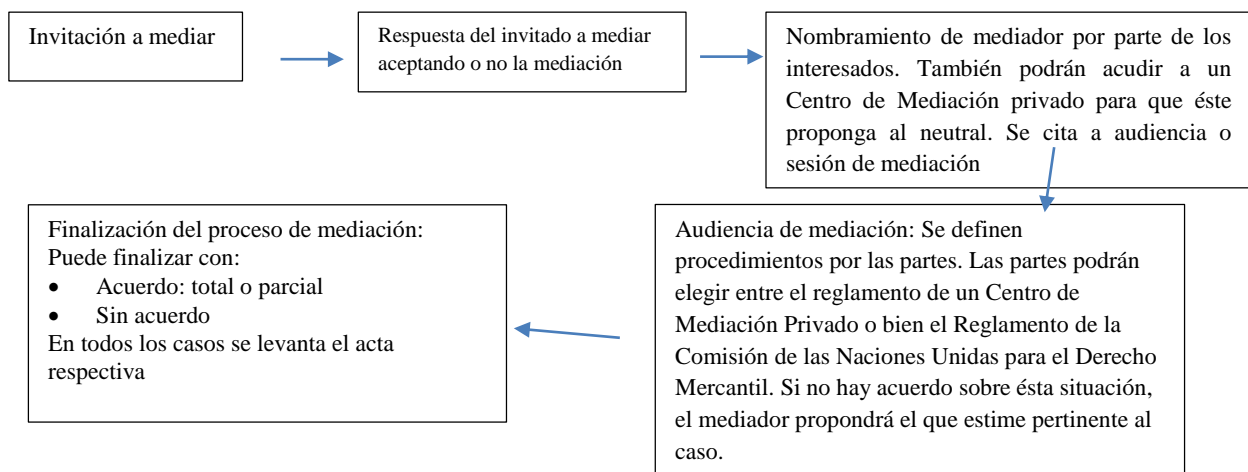 Invitación a mediar
Respuesta del invitado a mediar
aceptando o no la mediación
Nombramiento de mediador por parte de los
interesados. También podrán acudir a un
Centro de Mediación privado para que éste
proponga al neutral. Se cita a audiencia o
sesión de mediación
Audiencia de mediación: Se definen
procedimientos por las partes. Las partes podrán
elegir entre el reglamento de un Centro de
Mediación Privado o bien el Reglamento de la
Comisión de las Naciones Unidas para el Derecho
Mercantil. Si no hay acuerdo sobre ésta situación,
el mediador propondrá el que estime pertinente al
caso.
Finalización del proceso de mediación:
Puede finalizar con:
• Acuerdo: total o parcial
• Sin acuerdo
En todos los casos se levanta el acta
respectiva